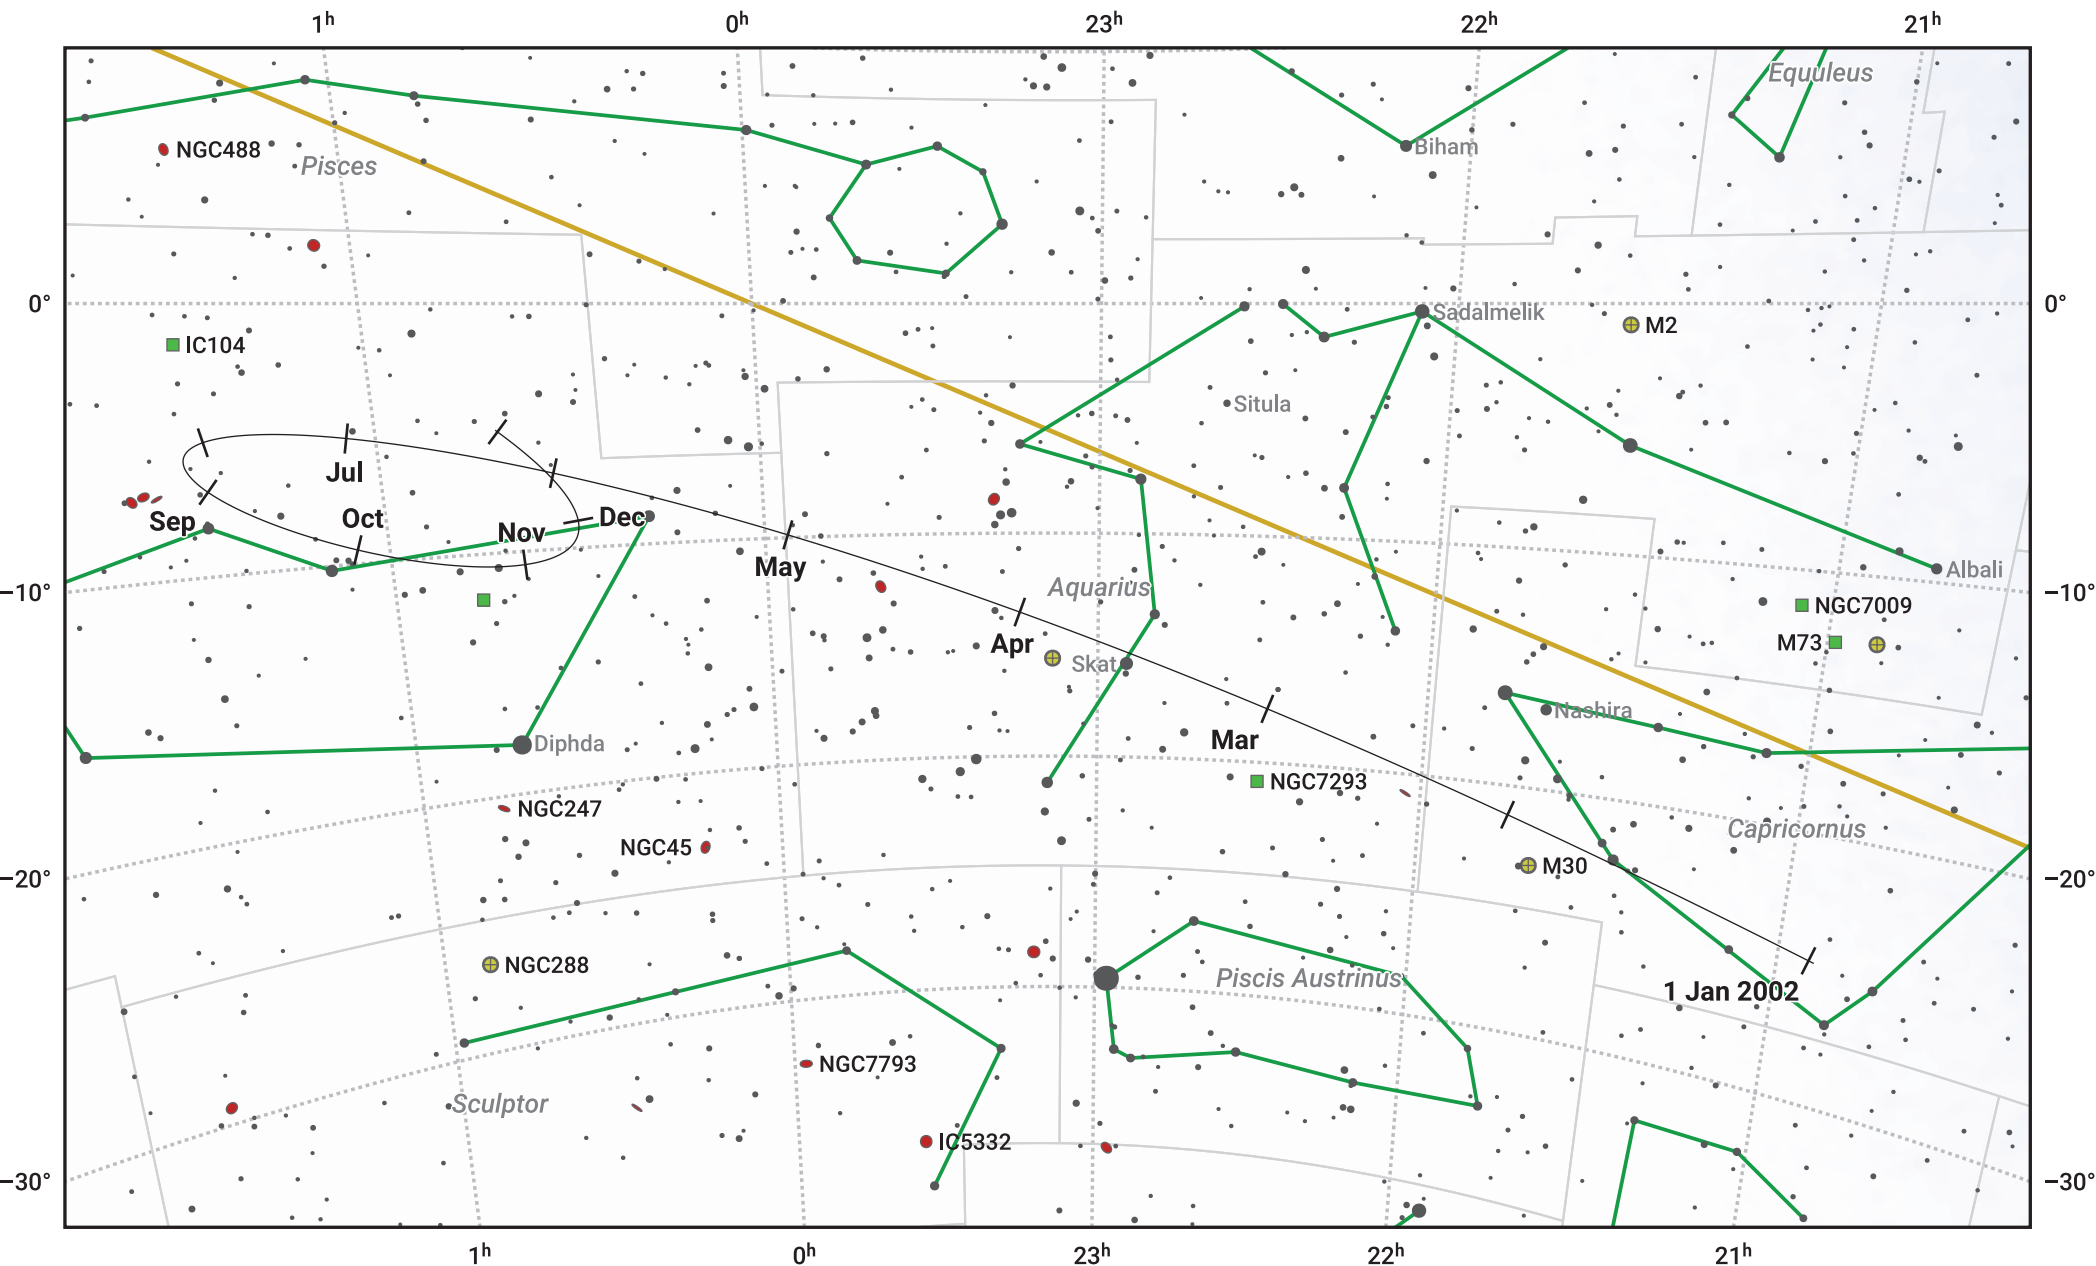 1h 0h 23h 22h 21h
Equuleus
NGC488
Pisces
Biham
0° 0°
Sadalmelik
M2
IC104
Situla
Jul
Sep Oct Nov Dec
May
Aquarius
Albali
−10° −10°
NGC7009
Apr
Skat
M73
Nashira
Mar
Diphda
NGC7293
NGC247
Capricornus
NGC45
M30
−20° −20°
NGC288
Piscis Austrinus
1 Jan 2002
NGC7793
Sculptor
IC5332
−30° −30°
1h 0h 23h 22h 21h